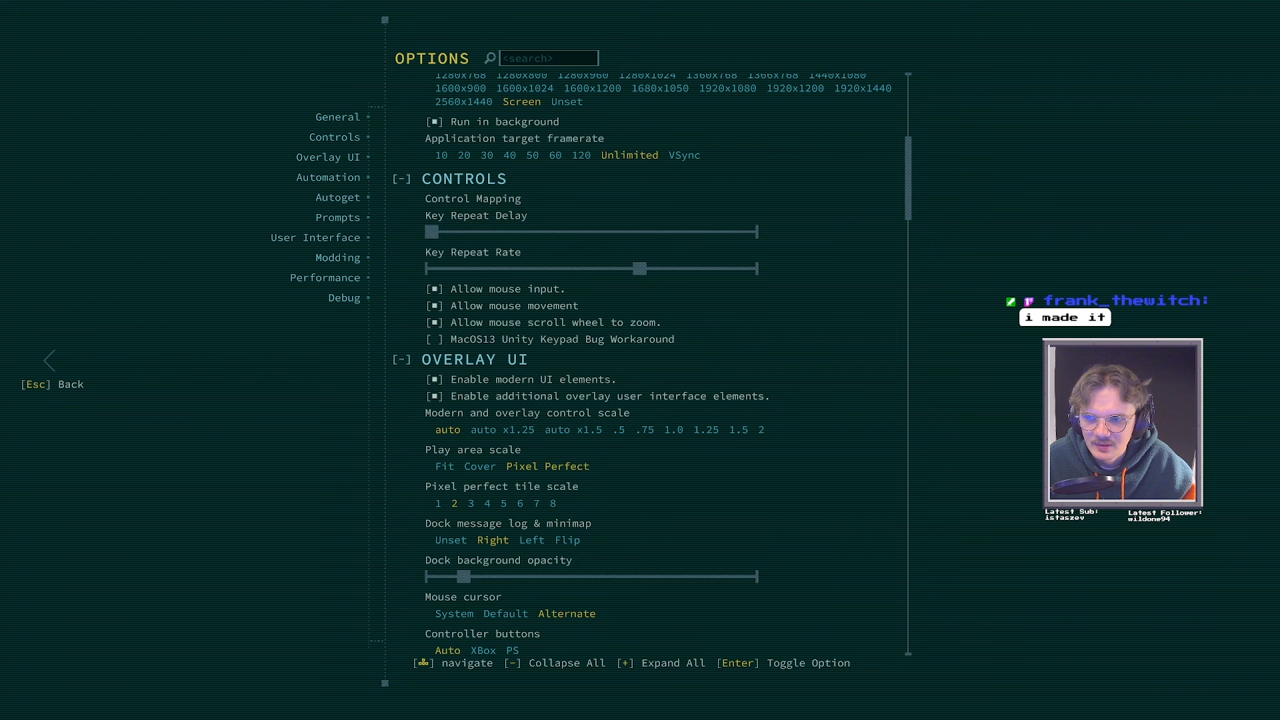 OPTIONS <search>
1280x768 1280x800 1280x960 1280x1024 1360x768 1366x768 1440x1080
1600x900 1600x1024 1600x1200 1680x1050 1920x1080 1920x1200 1920x1440
2560x1440 Screen Unset
[■] Run in background
Application target framerate
10 20 30 40 50 60 120 Unlimited VSync
[-] CONTROLS
Control Mapping
Key Repeat Delay
Key Repeat Rate
[■] Allow mouse input.
[■] Allow mouse movement
[■] Allow mouse scroll wheel to zoom.
[ ] MacOS13 Unity Keypad Bug Workaround
[-] OVERLAY UI
[■] Enable modern UI elements.
[■] Enable additional overlay user interface elements.
Modern and overlay control scale
auto auto x1.25 auto x1.5 .5 .75 1.0 1.25 1.5 2
Play area scale
Fit Cover Pixel Perfect
Pixel perfect tile scale
1 2 3 4 5 6 7 8
Dock message log & minimap
Unset Right Left Flip
Dock background opacity
Mouse cursor
System Default Alternate
Controller buttons
Auto XBox PS
navigate [-] Collapse All [+] Expand All [Enter] Toggle Option
General
Controls
Overlay UI
Automation
Autoget
Prompts
User Interface
Modding
Performance
Debug
[Esc] Back
frank_thewitch:
i made it
Latest Sub:
istaszev
Latest Follower:
wildone94